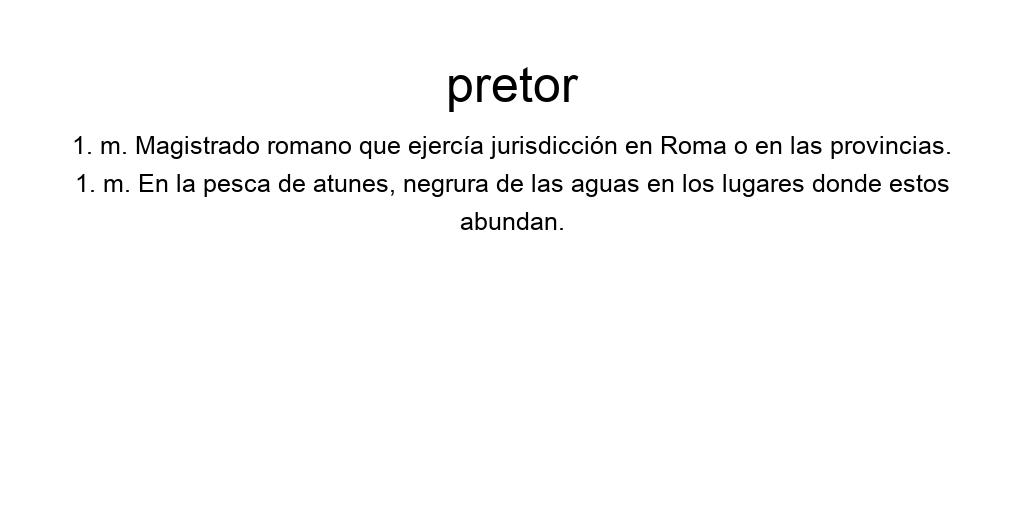 pretor
1. m. Magistrado romano que ejercía jurisdicción en Roma o en las provincias.
1. m. En la pesca de atunes, negrura de las aguas en los lugares donde estos
abundan.